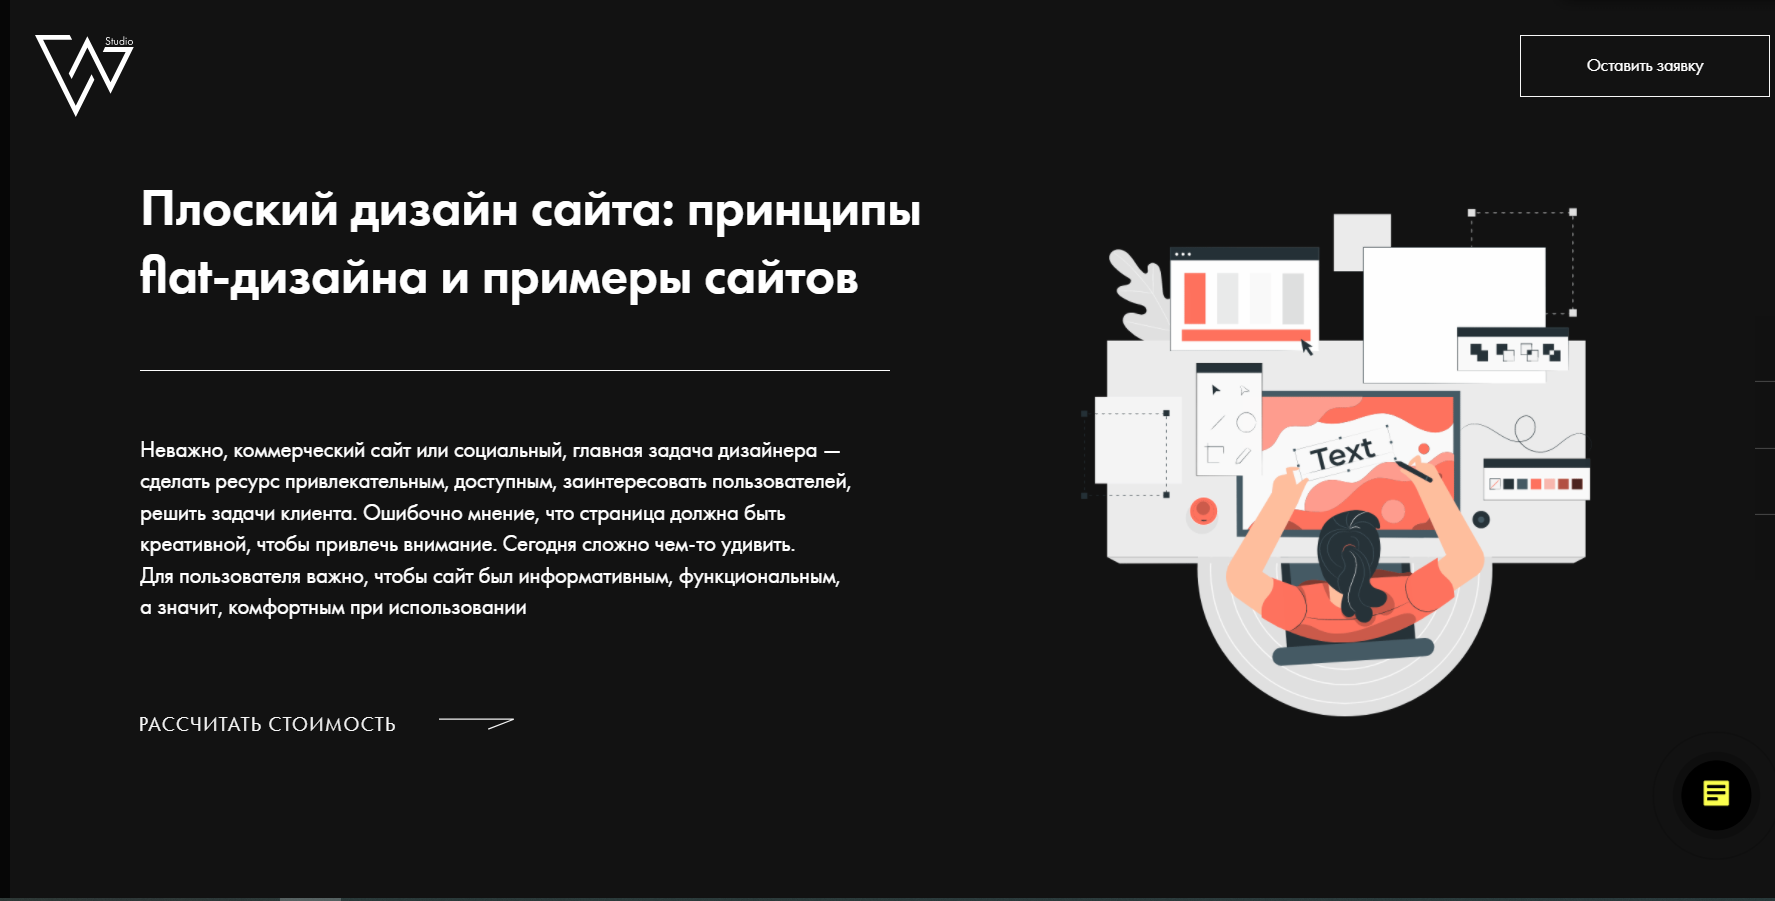 Studio
Оставить заявку
Плоский дизайн сайта: принципы
flat-дизайна и примеры сайтов
Неважно, коммерческий сайт или социальный, главная задача дизайнера —
сделать ресурс привлекательным, доступным, заинтересовать пользователей,
решить задачи клиента. Ошибочно мнение, что страница должна быть
креативной, чтобы привлечь внимание. Сегодня сложно чем-то удивить.
Для пользователя важно, чтобы сайт был информативным, функциональным,
а значит, комфортным при использовании
РАССЧИТАТЬ СТОИМОСТЬ
Text